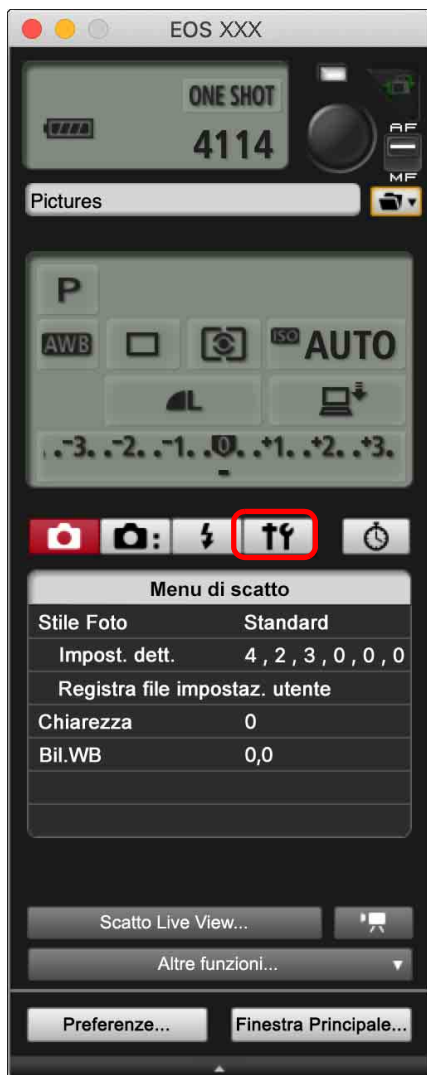 EOS XXX
ONE SHOT
4114
AF
MF
Pictures
P
AWB
ISO AUTO
L
.-3. .-2. .-1. .0. .+1. .+2. .+3.
Menu di scatto
Stile Foto Standard
Impost. dett. 4 , 2 , 3 , 0 , 0 , 0
Registra file impostaz. utente
Chiarezza 0
Bil.WB 0,0
Scatto Live View...
Altre funzioni...
Preferenze... Finestra Principale...